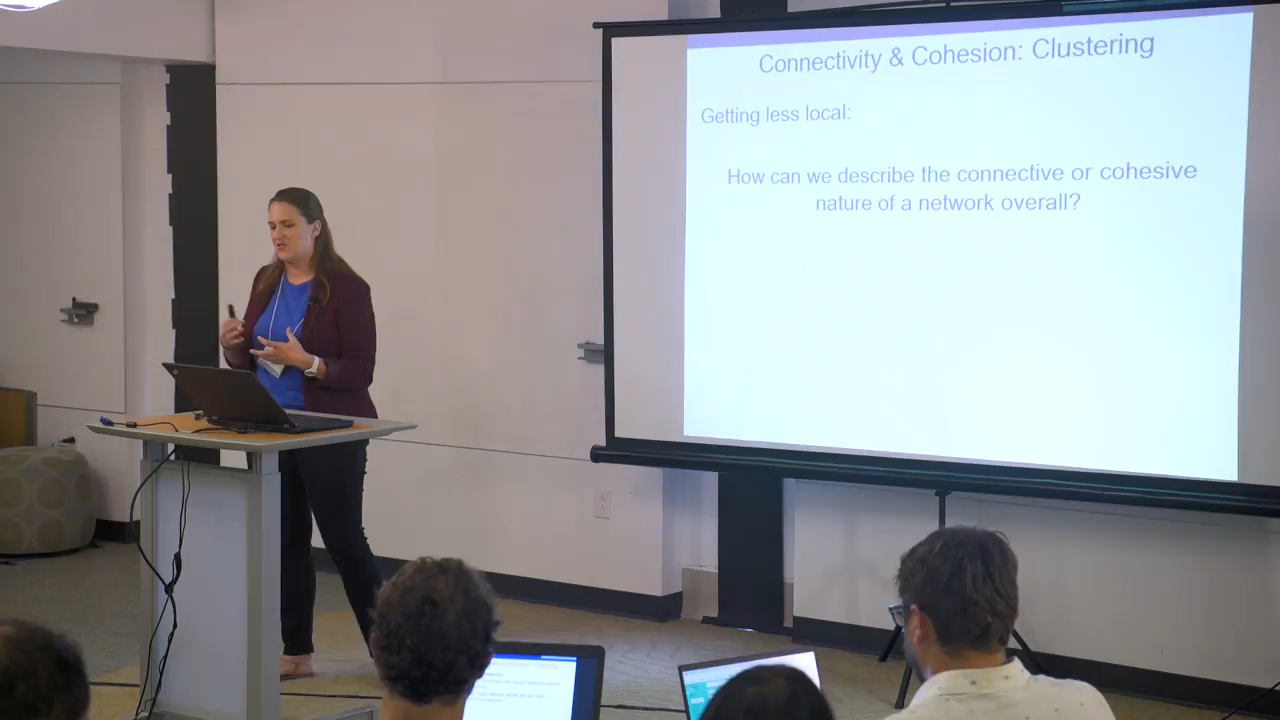 Connectivity & Cohesion: Clustering
Getting less local:
How can we describe the connective or cohesive
nature of a network overall?